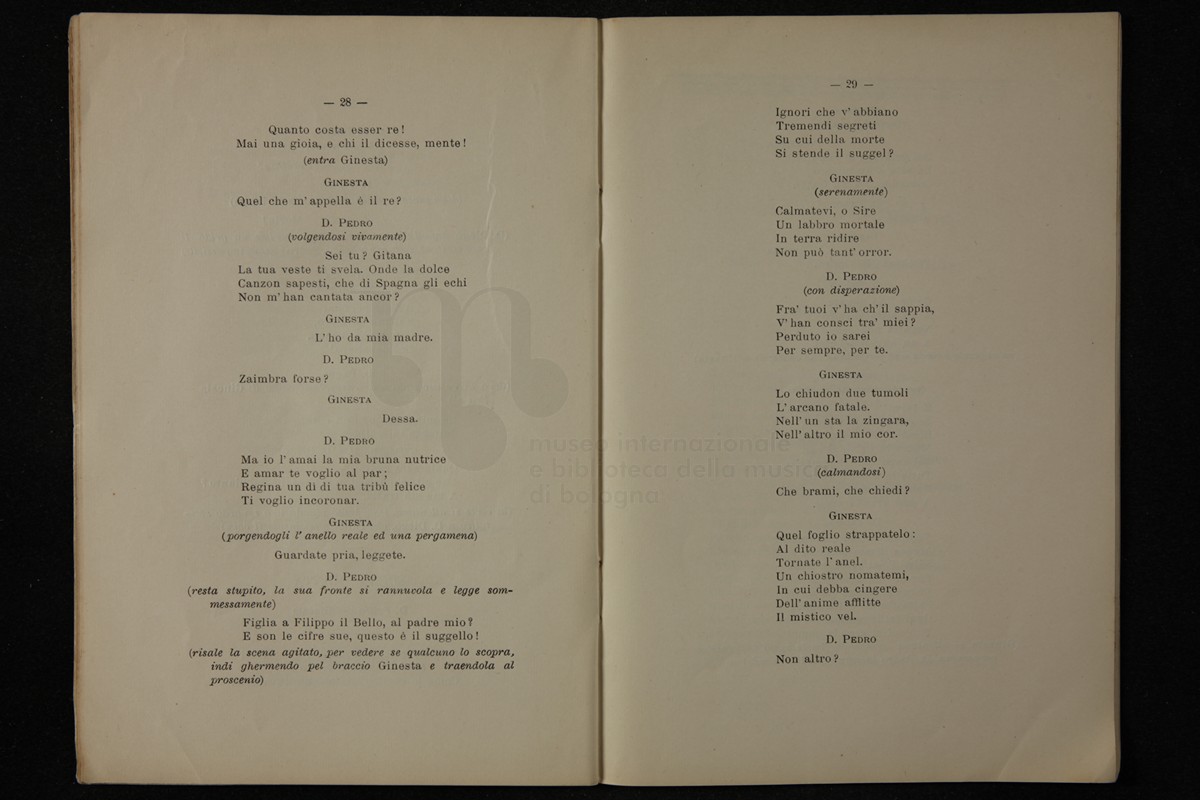 — 28 —
Quanto costa esser re!
Mai una gioia, e chi il dicesse, mente!
(entra Ginesta)
GINESTA
Quel che m'appella é il re?
D. PEDRO
(volgendosi vivamente)
Sei tu? Gitana
La tua veste ti svela. Onde la dolce
Canzon sapesti, che di Spagna gli echi
Non m'han cantata ancor?
GINESTA
L'ho da mia madre.
D. PEDRO
Zaimbra forse?
GINESTA
Dessa.
D. PEDRO
Ma io l'amai la mia bruna nutrice
E amar te voglio al par;
Regina un dì di tua tribù felice
Ti voglio incoronar.
GINESTA
(porgendogli l'anello reale ed una pergamena)
Guardate pria, leggete.
D. PEDRO
(resta stupito, la sua fronte si rannuvola e legge som-
messamente)
Figlia a Filippo il Bello, al padre mio?
E son le cifre sue, questo é il suggello!
(risale la scena agitato, per vedere se qualcuno lo scopra,
indi ghermendo pel braccio Ginesta e traendola al
proscenio)
— 29 —
Ignori che v'abbiano
Tremendi segreti
Su cui della morte
Si stende il suggel?
GINESTA
(serenamente)
Calmatevi, o Sire
Un labbro mortale
In terra ridire
Non può tant'orror.
D. PEDRO
(con disperazione)
Fra' tuoi v'ha ch'il sappia,
V'han consci tra' miei?
Perduto io sarei
Per sempre, per te.
GINESTA
Lo chiudon due tumoli
L'arcano fatale.
Nell'un sta la zingara,
Nell'altro il mio cor.
D. PEDRO
(calmandosi)
Che brami, che chiedi?
GINESTA
Quel foglio strappatelo:
Al dito reale
Tornate l'anel.
Un chiostro nomatemi,
In cui debba cingere
Dell'anime afflitte
Il mistico vel.
D. PEDRO
Non altro?
museo internazionale
e biblioteca della musica
di bologna